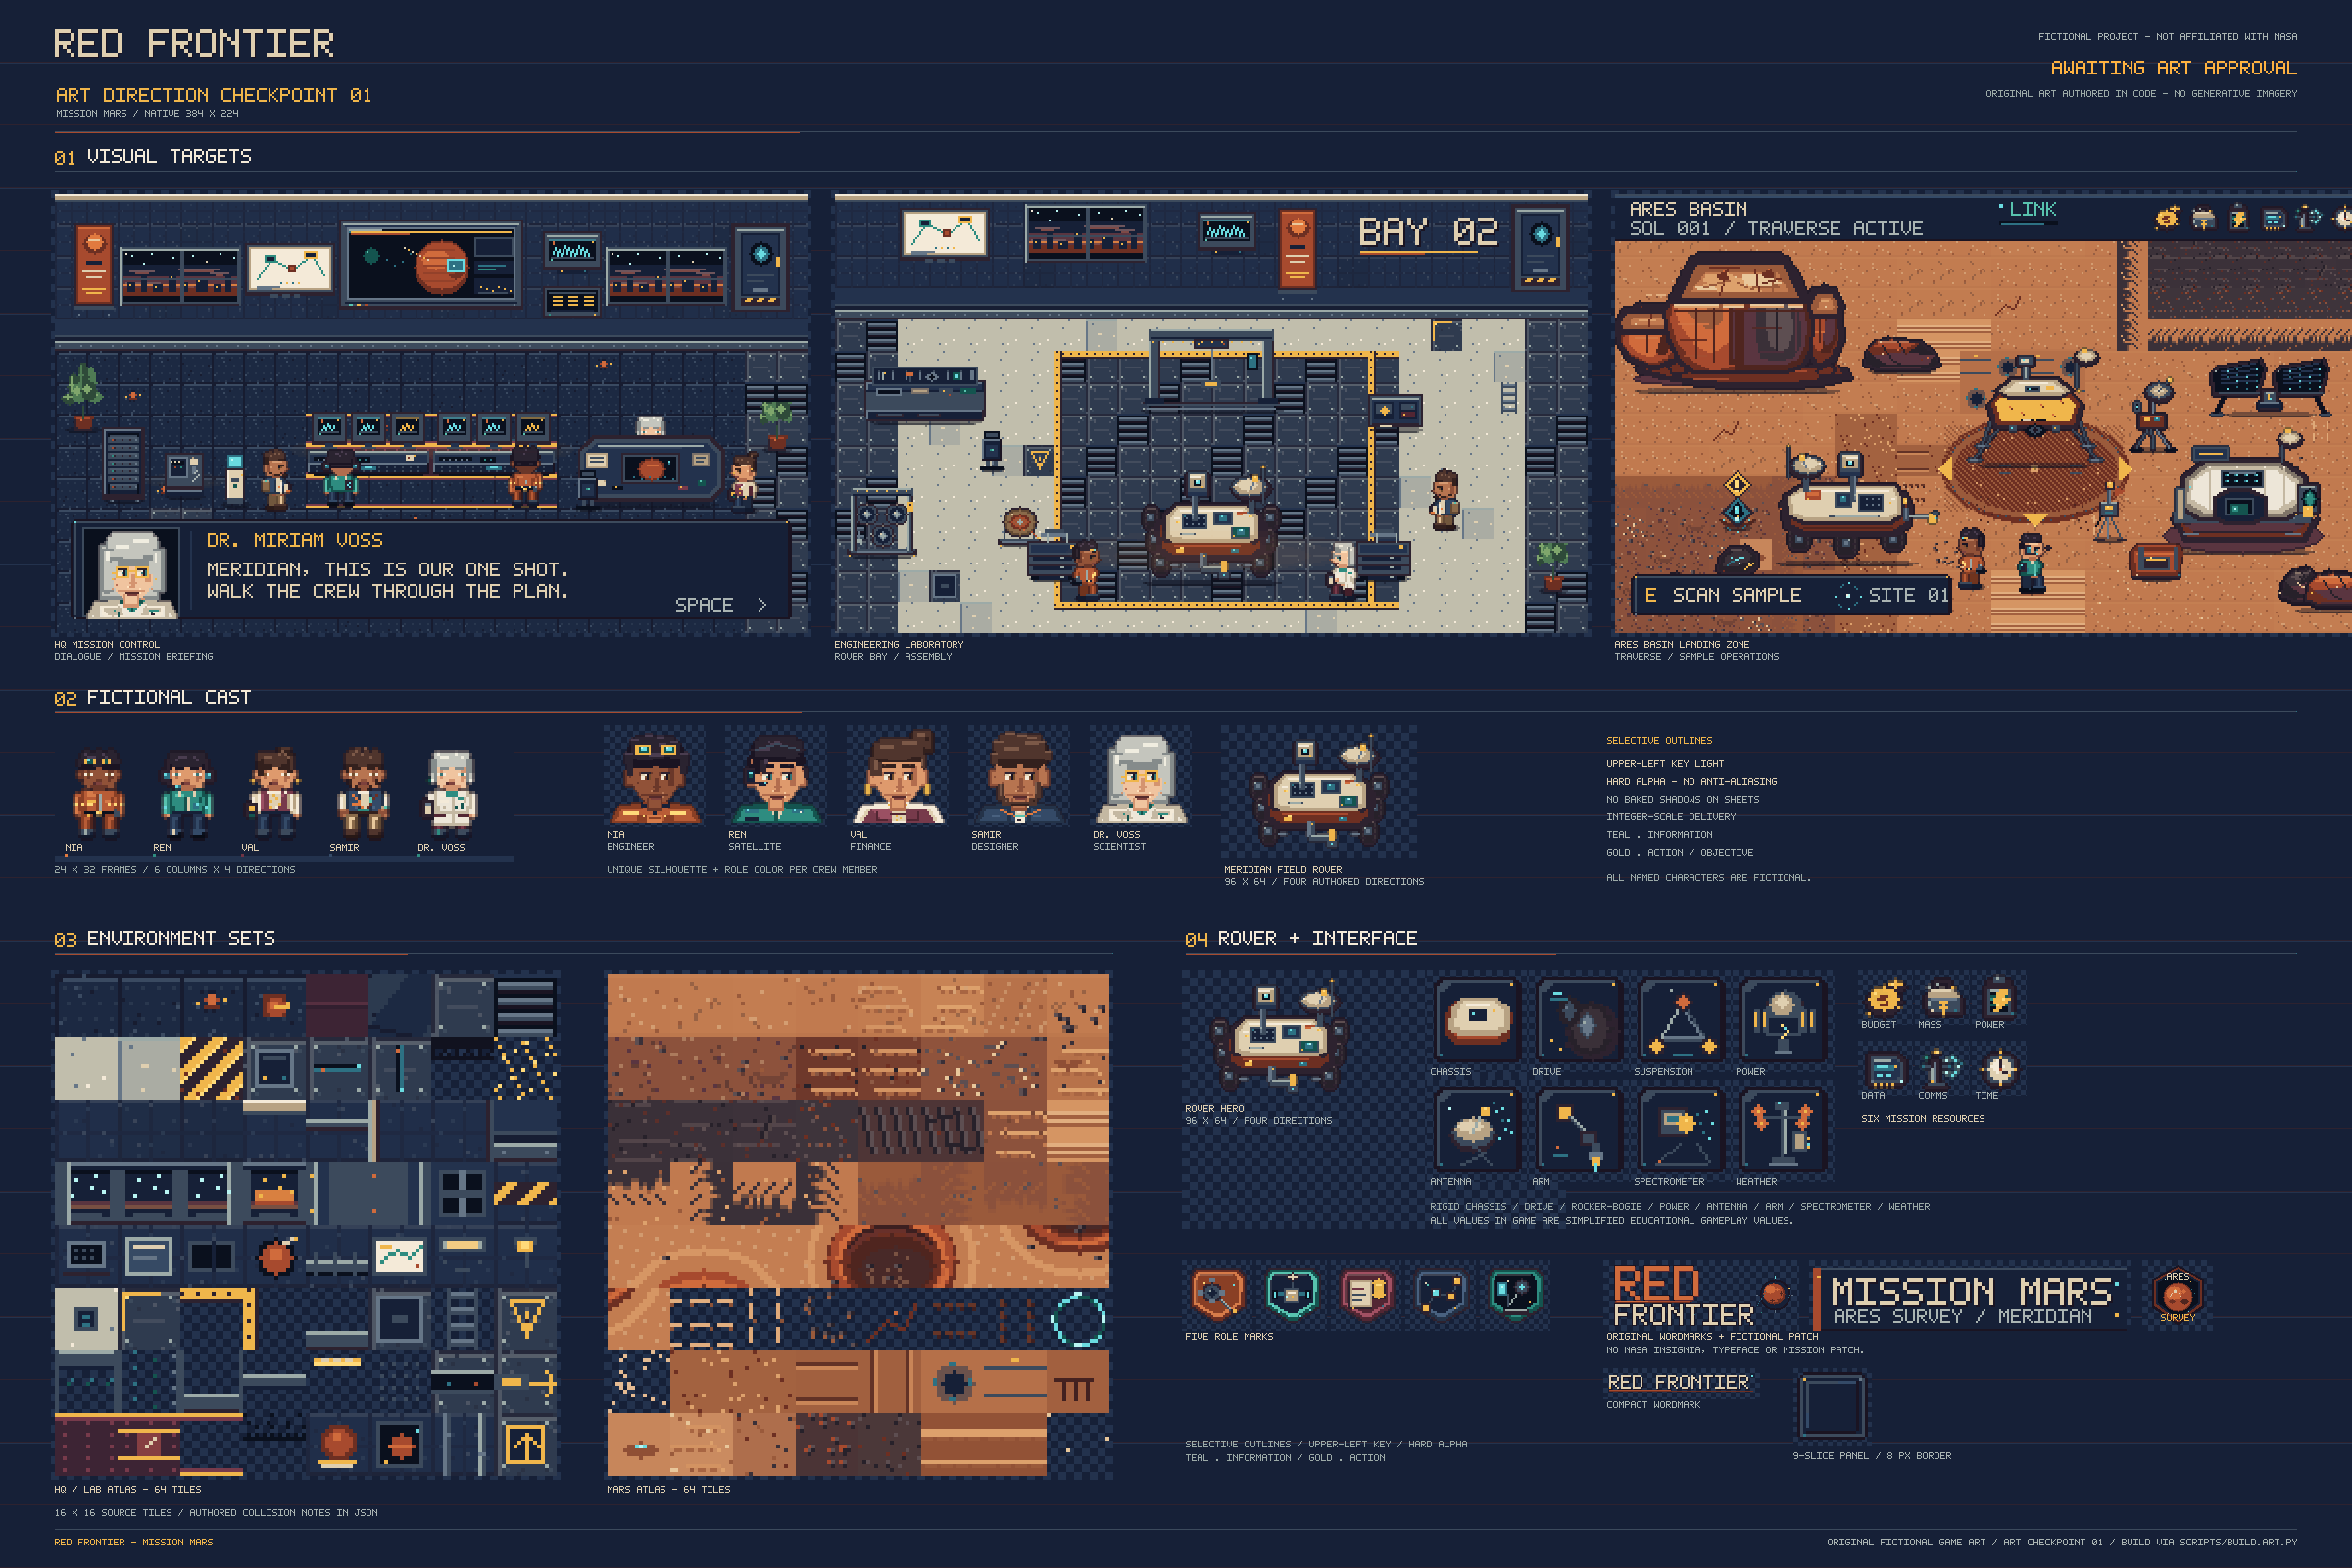 RED FRONTIER
FICTIONAL PROJECT - NOT AFFILIATED WITH NASA
AWAITING ART APPROVAL
ART DIRECTION CHECKPOINT 01
ORIGINAL ART AUTHORED IN CODE - NO GENERATIVE IMAGERY
MISSION MARS / NATIVE 384 X 224
01 VISUAL TARGETS
DR. MIRIAM VOSS
MERIDIAN, THIS IS OUR ONE SHOT.
WALK THE CREW THROUGH THE PLAN.
SPACE >
HQ MISSION CONTROL
DIALOGUE / MISSION BRIEFING
BAY 02
ENGINEERING LABORATORY
ROVER BAY / ASSEMBLY
ARES BASIN
LINK
SOL 001 / TRAVERSE ACTIVE
E SCAN SAMPLE
SITE 01
ARES BASIN LANDING ZONE
TRAVERSE / SAMPLE OPERATIONS
02 FICTIONAL CAST
NIA
REN
VAL
SAMIR
DR. VOSS
24 X 32 FRAMES / 6 COLUMNS X 4 DIRECTIONS
NIA
ENGINEER
REN
SATELLITE
VAL
FINANCE
SAMIR
DESIGNER
DR. VOSS
SCIENTIST
UNIQUE SILHOUETTE + ROLE COLOR PER CREW MEMBER
MERIDIAN FIELD ROVER
96 X 64 / FOUR AUTHORED DIRECTIONS
SELECTIVE OUTLINES
UPPER-LEFT KEY LIGHT
HARD ALPHA - NO ANTI-ALIASING
NO BAKED SHADOWS ON SHEETS
INTEGER-SCALE DELIVERY
TEAL . INFORMATION
GOLD . ACTION / OBJECTIVE
ALL NAMED CHARACTERS ARE FICTIONAL.
03 ENVIRONMENT SETS
HQ / LAB ATLAS - 64 TILES
16 X 16 SOURCE TILES / AUTHORED COLLISION NOTES IN JSON
MARS ATLAS - 64 TILES
04 ROVER + INTERFACE
ROVER HERO
96 X 64 / FOUR DIRECTIONS
CHASSIS
DRIVE
SUSPENSION
POWER
ANTENNA
ARM
SPECTROMETER
WEATHER
BUDGET
MASS
POWER
DATA
COMMS
TIME
SIX MISSION RESOURCES
RIGID CHASSIS / DRIVE / ROCKER-BOGIE / POWER / ANTENNA / ARM / SPECTROMETER / WEATHER
ALL VALUES IN GAME ARE SIMPLIFIED EDUCATIONAL GAMEPLAY VALUES.
FIVE ROLE MARKS
RED
FRONTIER
MISSION MARS
ARES SURVEY / MERIDIAN
ARES
SURVEY
ORIGINAL WORDMARKS + FICTIONAL PATCH
NO NASA INSIGNIA, TYPEFACE OR MISSION PATCH.
RED FRONTIER
COMPACT WORDMARK
9-SLICE PANEL / 8 PX BORDER
SELECTIVE OUTLINES / UPPER-LEFT KEY / HARD ALPHA
TEAL . INFORMATION / GOLD . ACTION
RED FRONTIER - MISSION MARS
ORIGINAL FICTIONAL GAME ART / ART CHECKPOINT 01 / BUILD VIA SCRIPTS/BUILD.ART.PY